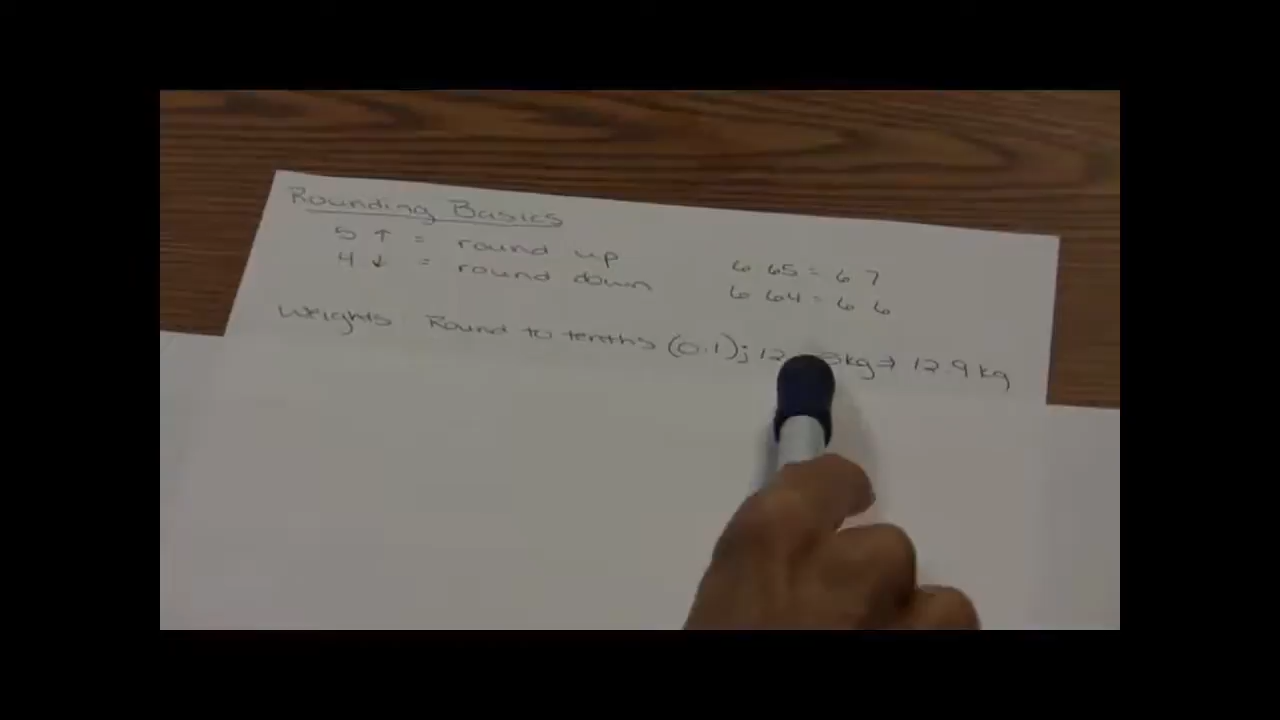 Rounding Basics
5 ↑ = round up
4 ↓ = round down
6.65 = 6.7
6.64 = 6.6
Weights: Round to tenths (0.1); 12 kg → 12.9 kg